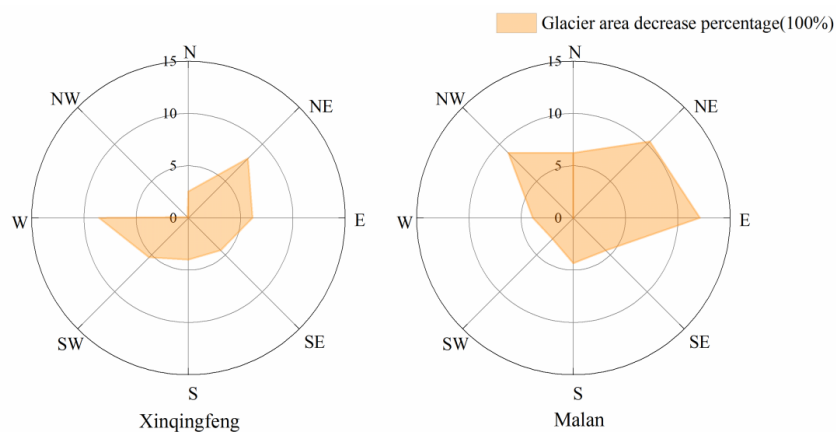 Glacier area decrease percentage(100%)
N
15
NW
NE
10
5
W
0
E
SW
SE
S
Xinqingfeng
N
15
NW
NE
10
5
W
0
E
SW
SE
S
Malan